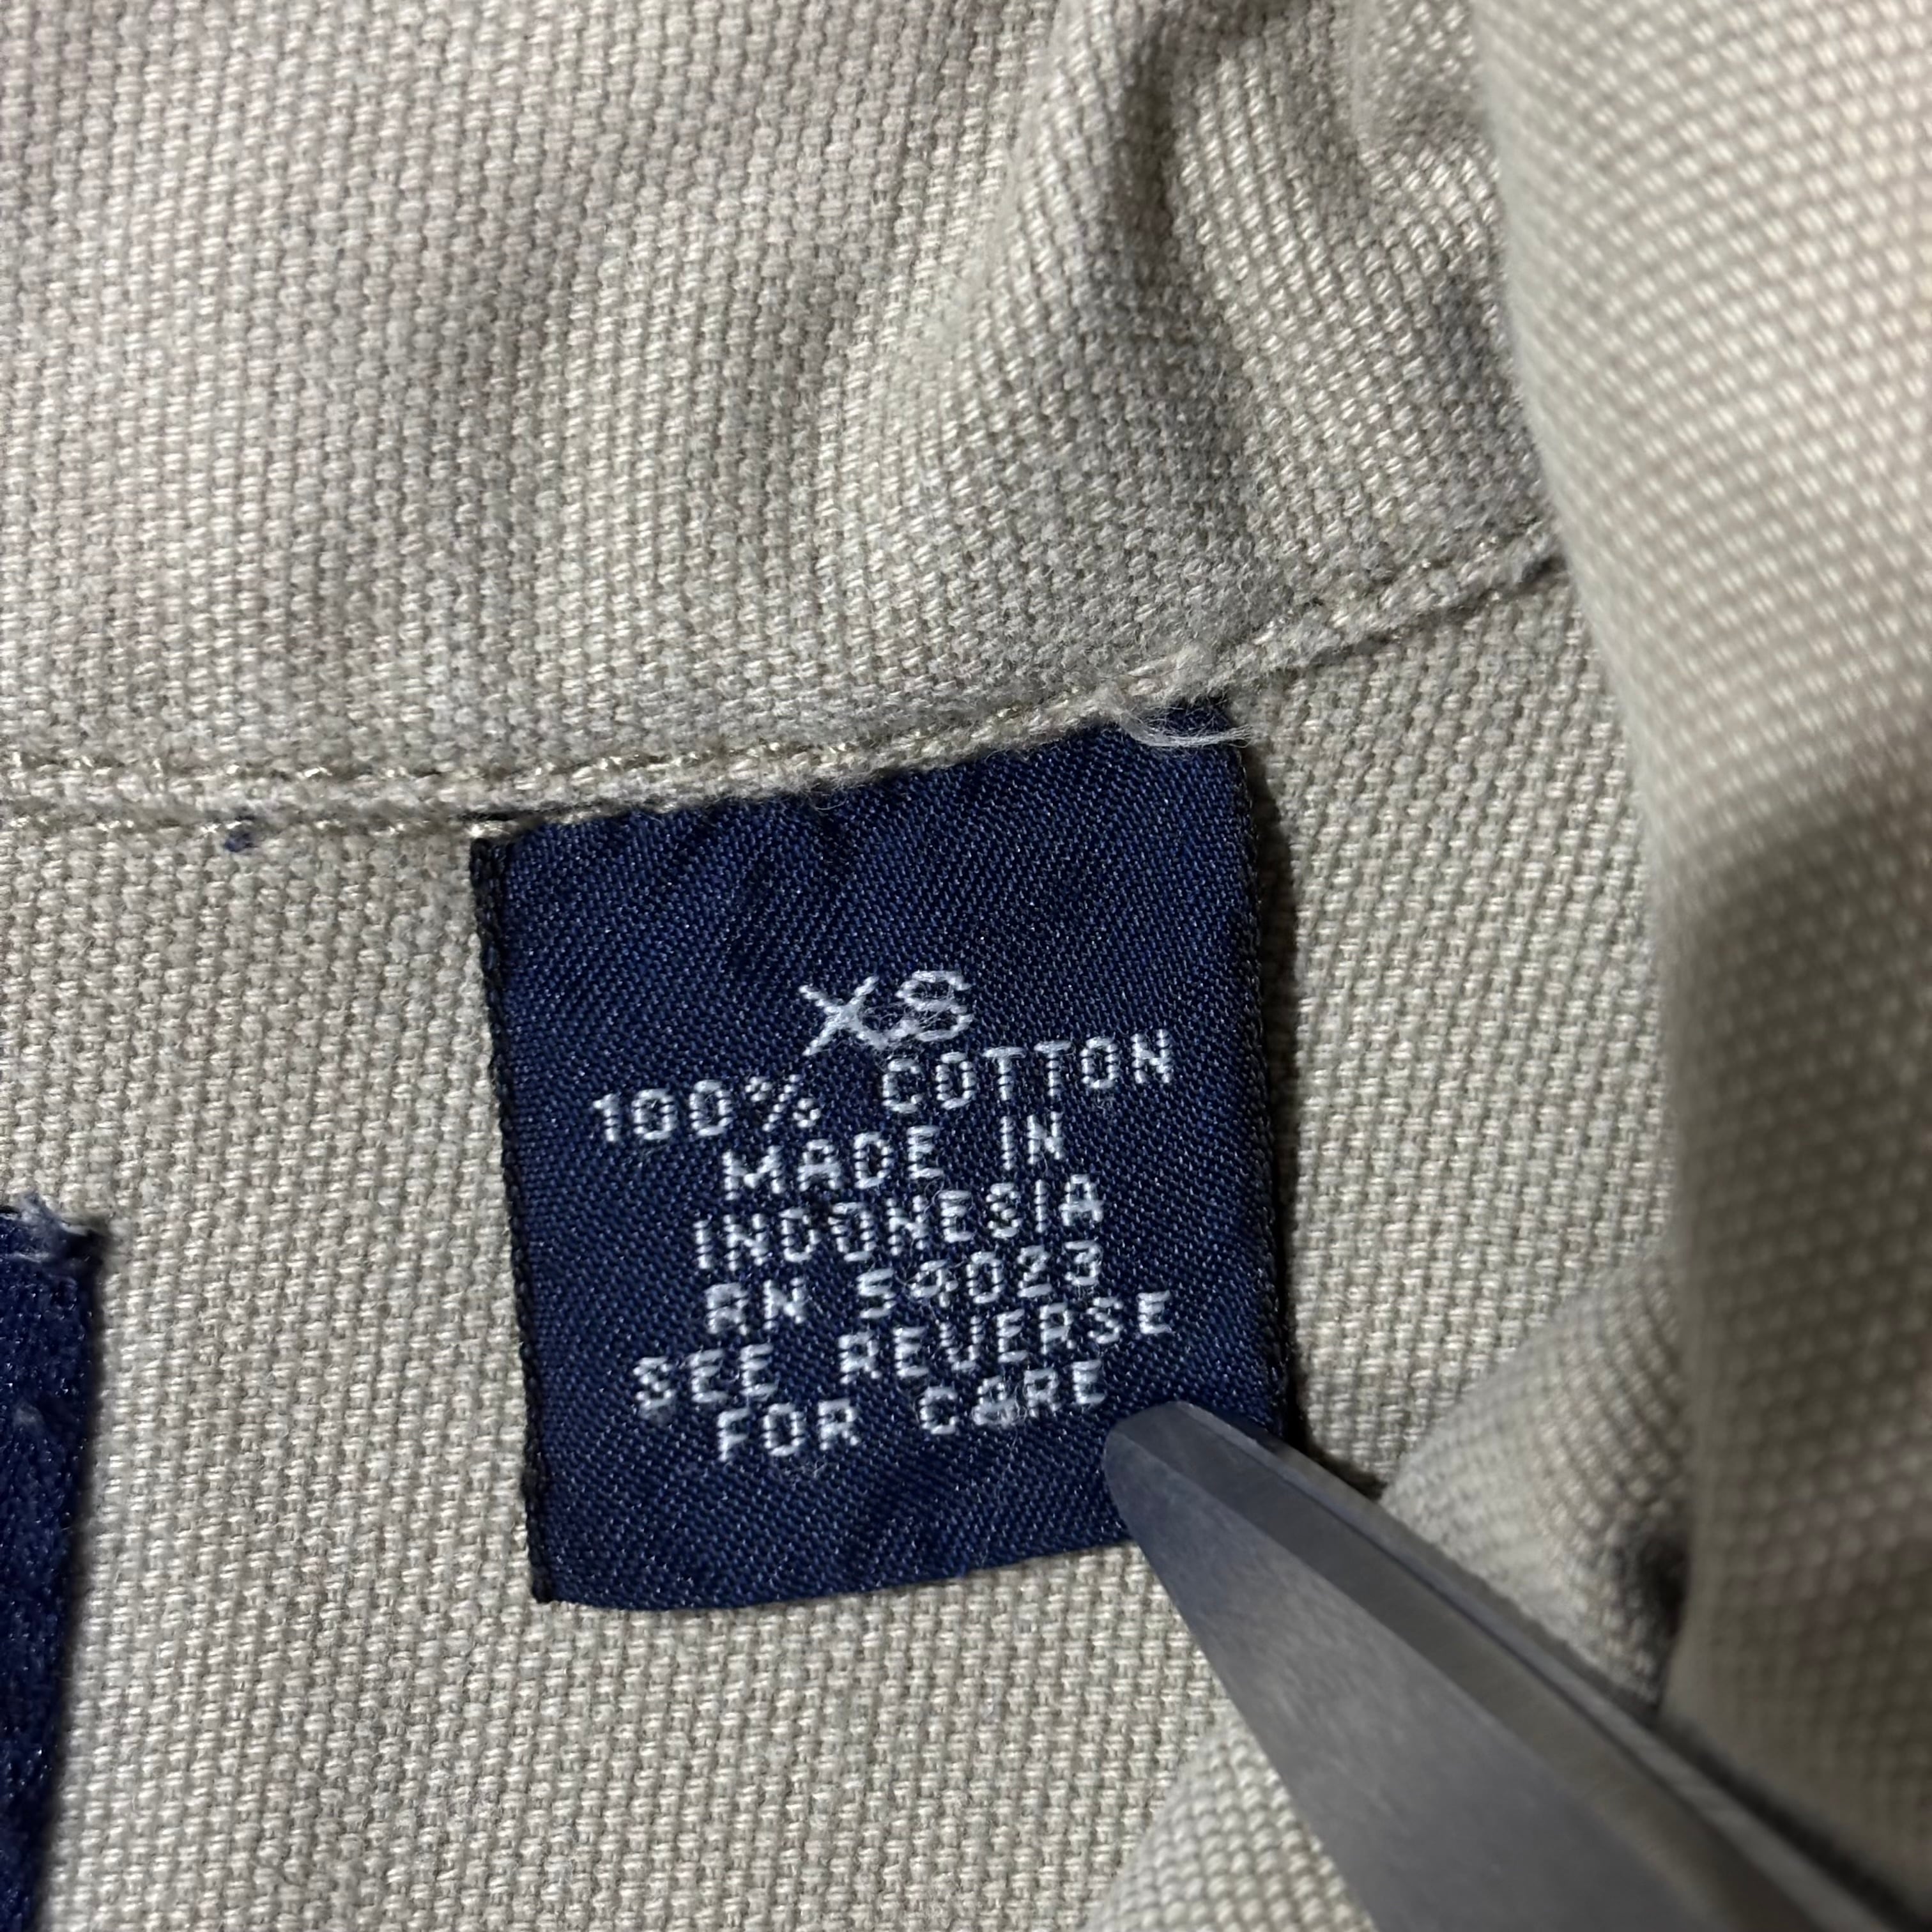 XS
100% COTTON
MADE IN
INDONESIA
RN 54023
SEE REVERSE
FOR CARE